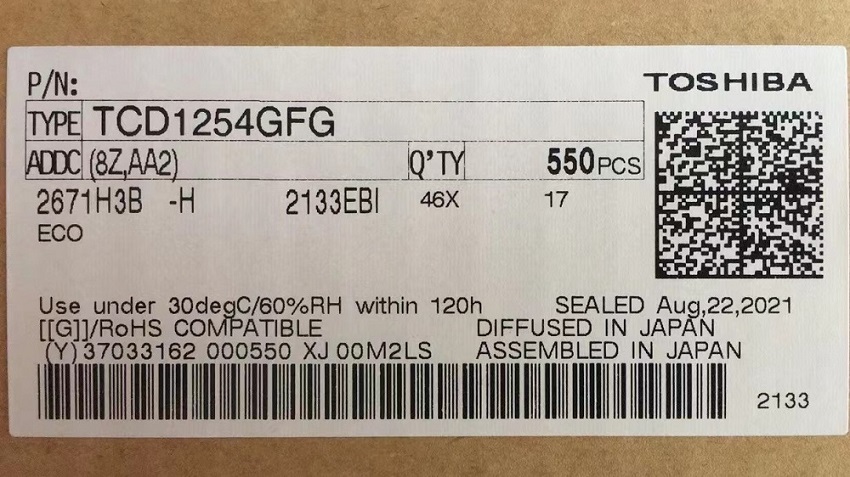 P/N:
TOSHIBA
TYPE TCD1254GFG
ADDC (8Z,AA2) Q'TY 550PCS
2671H3B -H 2133EBI 46X 17
ECO
Use under 30degC/60%RH within 120h SEALED Aug,22,2021
[[G]]/RoHS COMPATIBLE DIFFUSED IN JAPAN
(Y) 37033162 000550 XJ 00M2LS ASSEMBLED IN JAPAN
2133